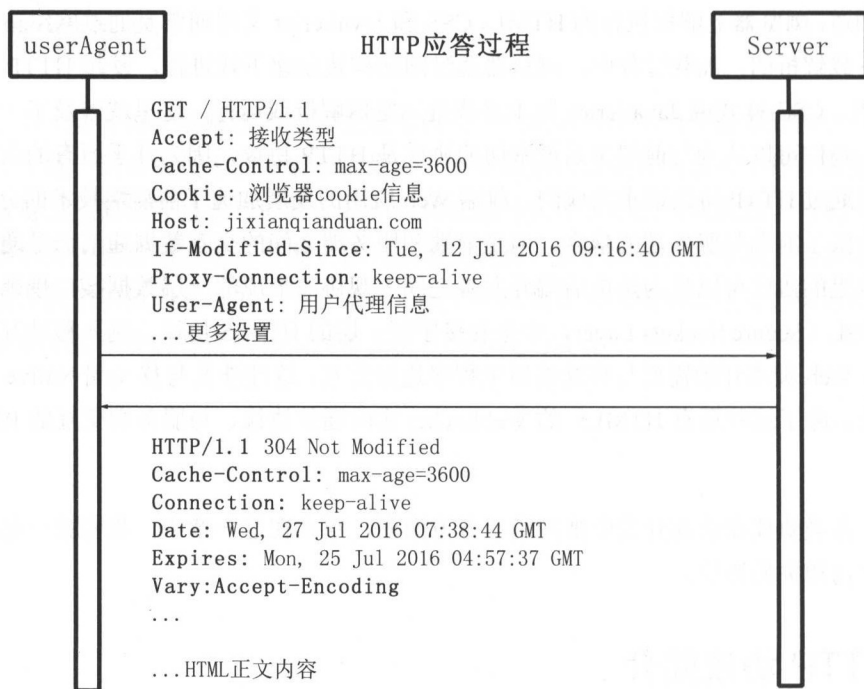 userAgent
HTTP应答过程
Server
GET / HTTP/1.1
Accept: 接收类型
Cache-Control: max-age=3600
Cookie: 浏览器cookie信息
Host: jixianqianduan.com
If-Modified-Since: Tue, 12 Jul 2016 09:16:40 GMT
Proxy-Connection: keep-alive
User-Agent: 用户代理信息
...更多设置
HTTP/1.1 304 Not Modified
Cache-Control: max-age=3600
Connection: keep-alive
Date: Wed, 27 Jul 2016 07:38:44 GMT
Expires: Mon, 25 Jul 2016 04:57:37 GMT
Vary:Accept-Encoding
...
...HTML正文内容